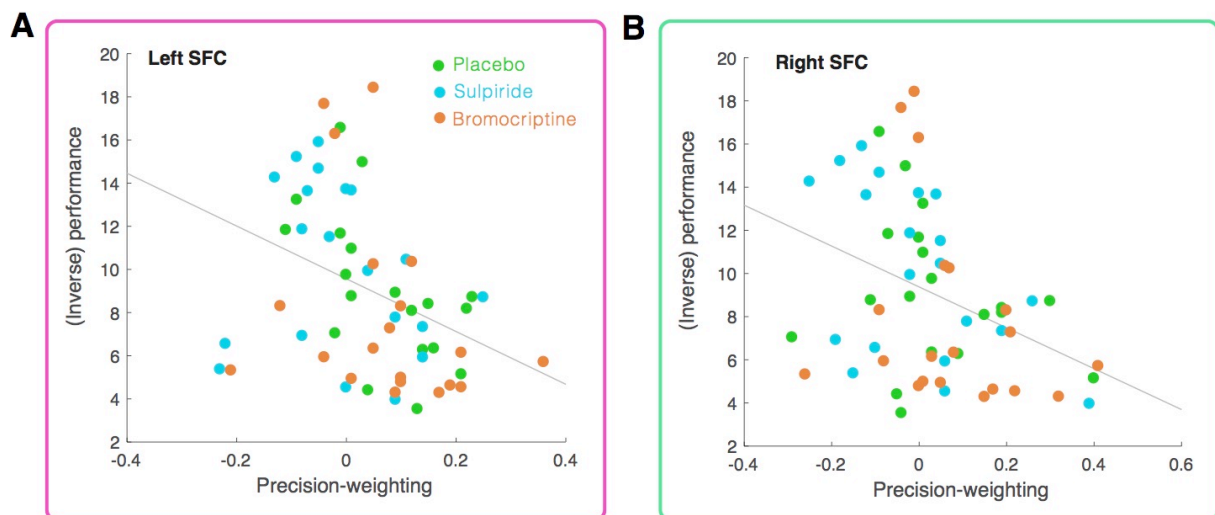 A
Left SFC
Placebo
Sulpiride
Bromocriptine
20
18
16
14
12
10
8
6
4
2
(Inverse) performance
-0.4
-0.2
0
0.2
0.4
Precision-weighting
B
Right SFC
20
18
16
14
12
10
8
6
4
2
(Inverse) performance
-0.4
-0.2
0
0.2
0.4
0.6
Precision-weighting